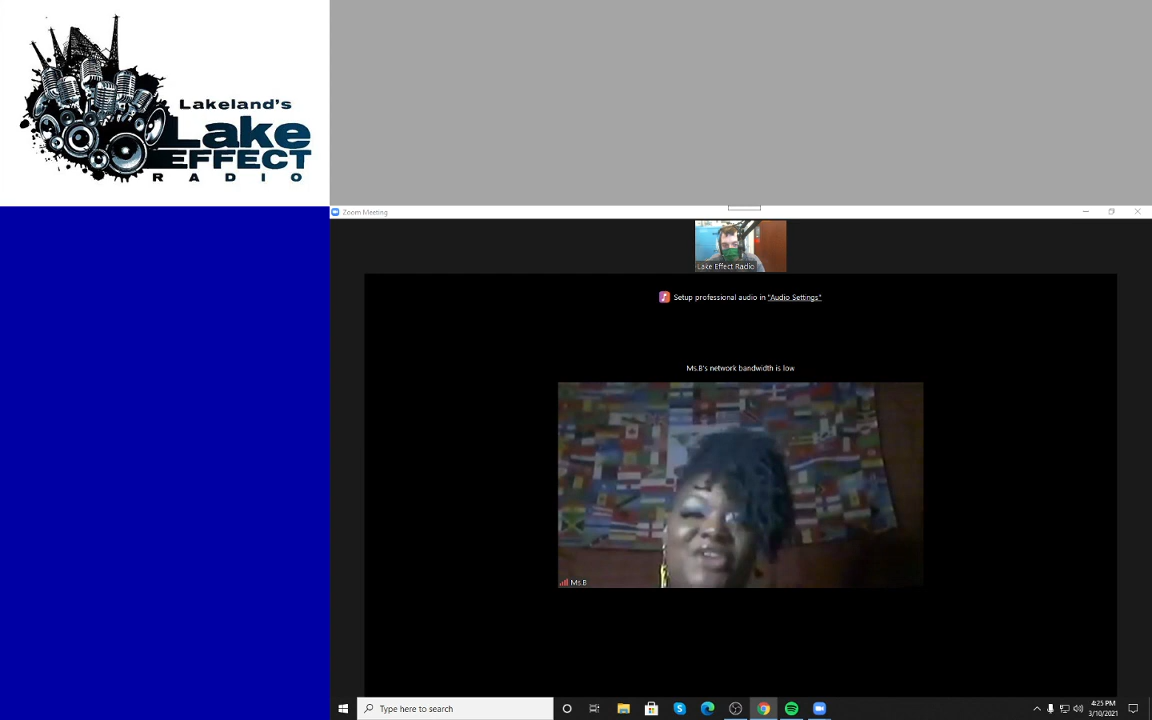 Lakeland's
Lake
EFFECT
RADIO
Zoom Meeting
Lake Effect Radio
Setup professional audio in "Audio Settings"
Ms.B's network bandwidth is low
Ms.B
Type here to search
4:25 PM
3/10/2021